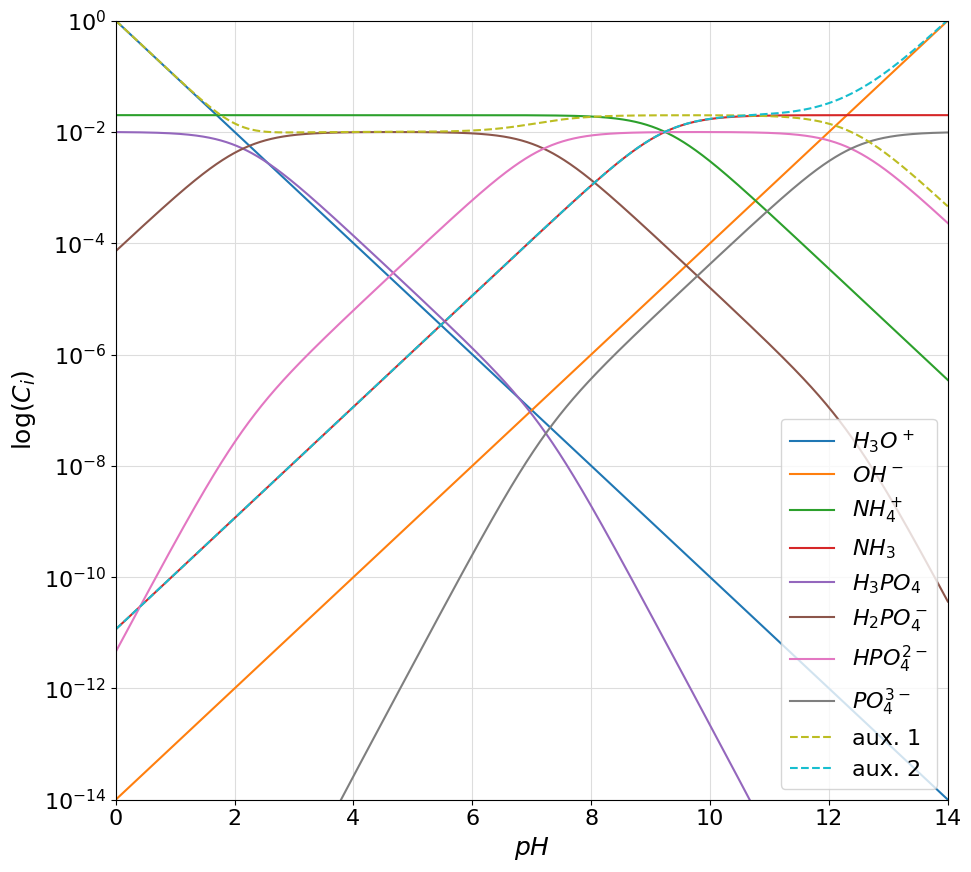 10^0
10^−2
10^−4
10^−6
10^−8
10^−10
10^−12
10^−14
log(C_i)
0 2 4 6 8 10 12 14
pH
H_3O^+
OH^−
NH_4^+
NH_3
H_3PO_4
H_2PO_4^−
HPO_4^2−
PO_4^3−
aux. 1
aux. 2